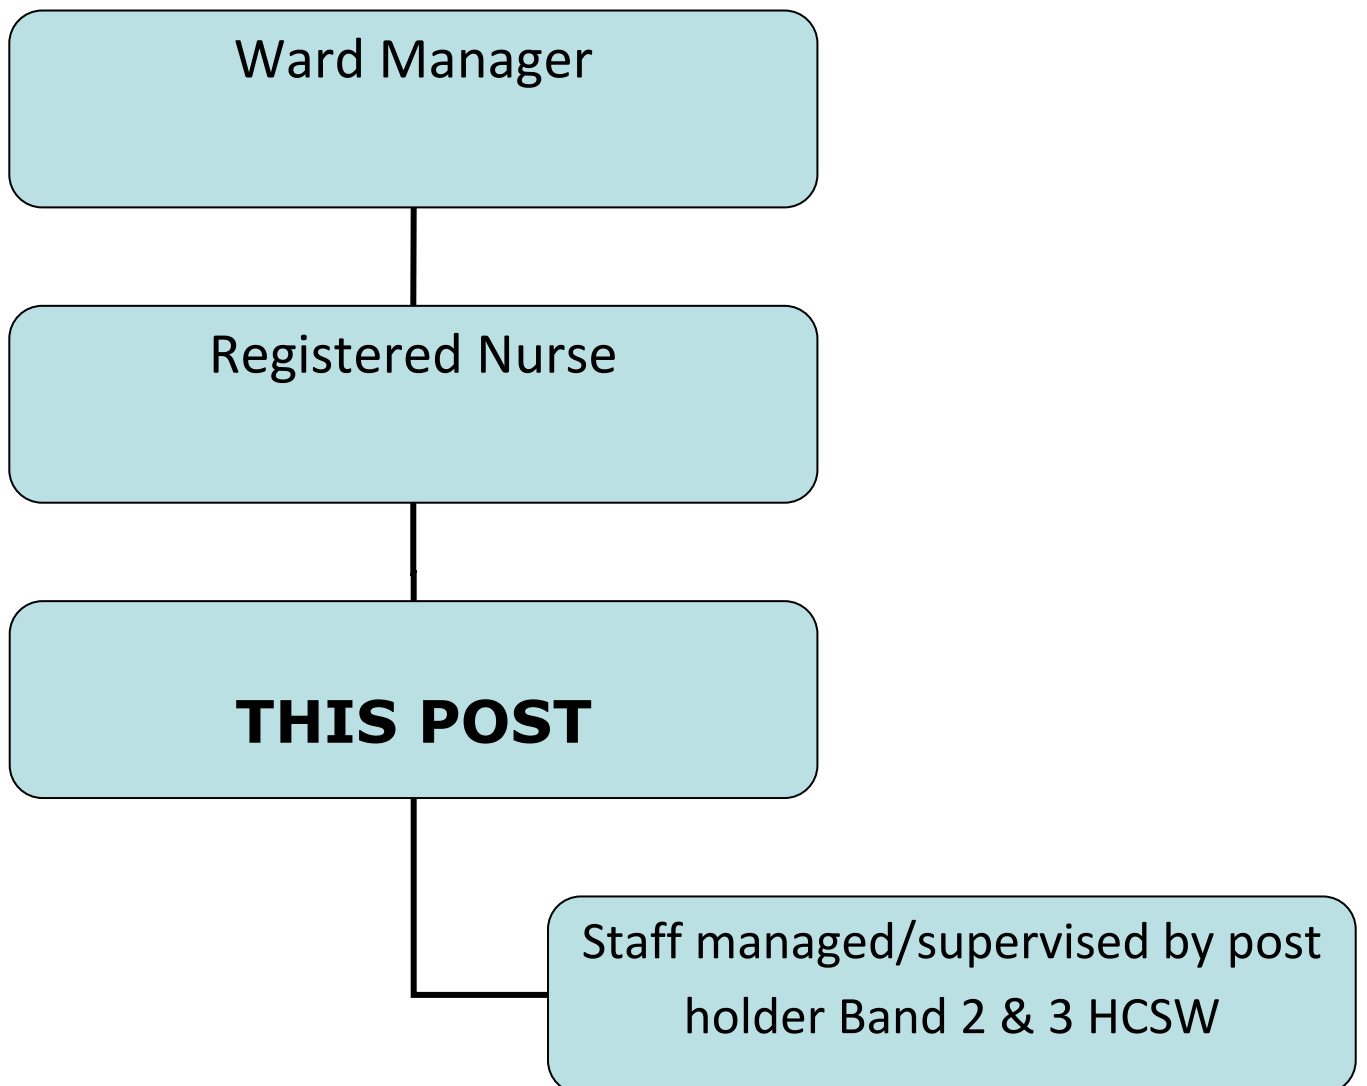 Ward Manager
Registered Nurse
THIS POST
Staff managed/supervised by post
holder Band 2 & 3 HCSW